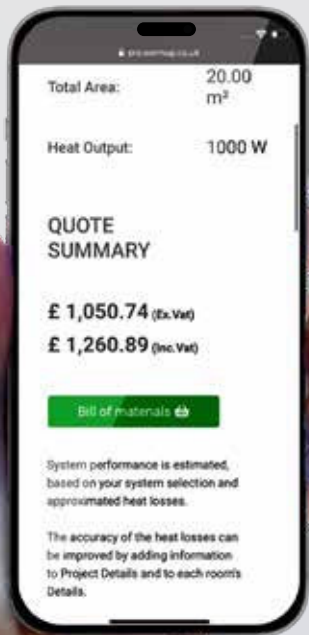 Total Area:
20.00
m²
Heat Output:
1000 W
QUOTE
SUMMARY
£ 1,050.74 (Ex.Vat)
£ 1,260.89 (Inc.Vat)
Bill of materials
System performance is estimated,
based on your system selection and
approximated heat losses.
The accuracy of the heat losses can
be improved by adding information
to Project Details and to each room's
Details.